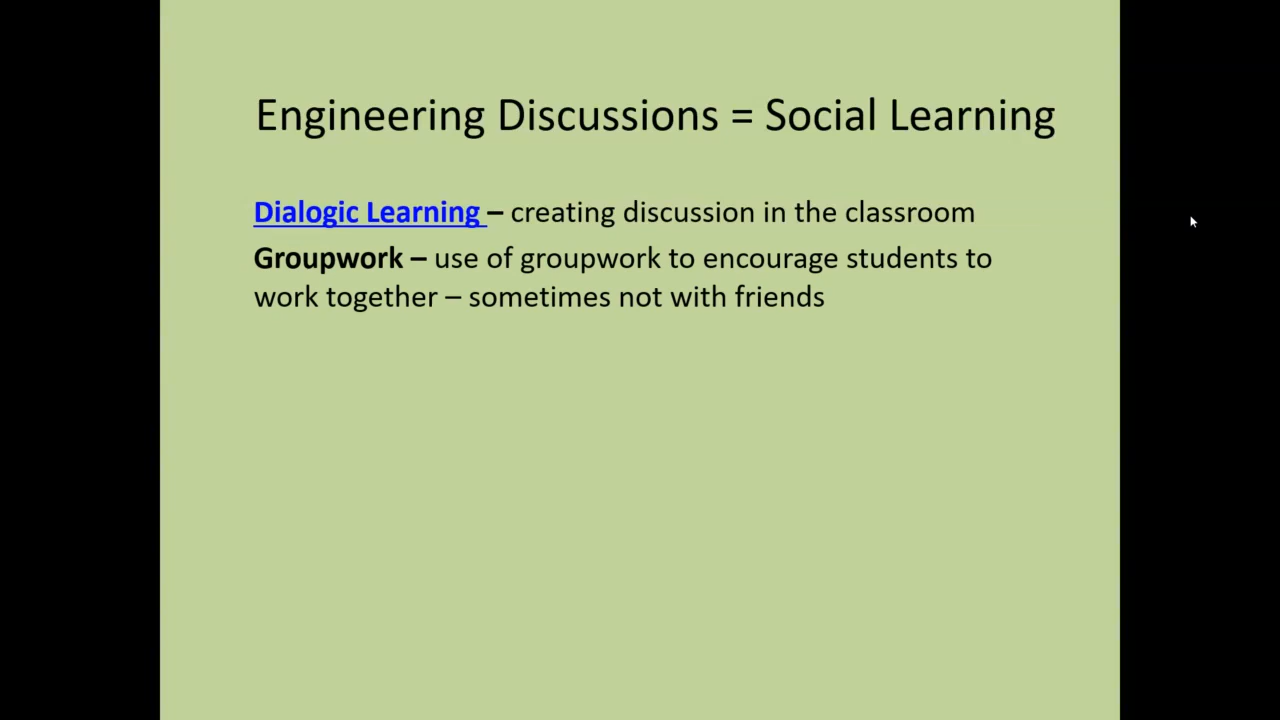 Engineering Discussions = Social Learning
Dialogic Learning – creating discussion in the classroom
Groupwork – use of groupwork to encourage students to
work together – sometimes not with friends